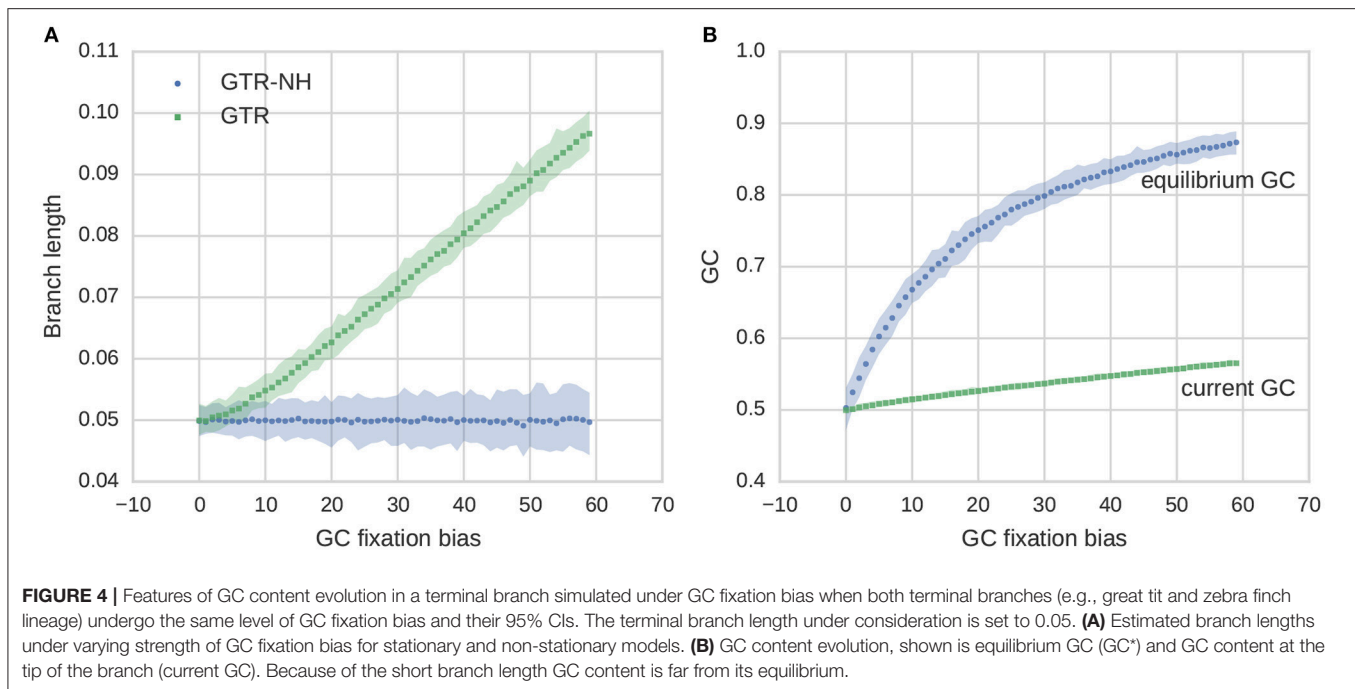 A
0.11
0.10
0.09
0.08
0.07
0.06
0.05
0.04
Branch length
GTR-NH
GTR
−10 0 10 20 30 40 50 60 70
GC fixation bias
B
1.0
0.9
0.8
0.7
0.6
0.5
0.4
GC
equilibrium GC
current GC
−10 0 10 20 30 40 50 60 70
GC fixation bias
FIGURE 4 | Features of GC content evolution in a terminal branch simulated under GC fixation bias when both terminal branches (e.g., great tit and zebra finch
lineage) undergo the same level of GC fixation bias and their 95% CIs. The terminal branch length under consideration is set to 0.05. (A) Estimated branch lengths
under varying strength of GC fixation bias for stationary and non-stationary models. (B) GC content evolution, shown is equilibrium GC (GC*) and GC content at the
tip of the branch (current GC). Because of the short branch length GC content is far from its equilibrium.